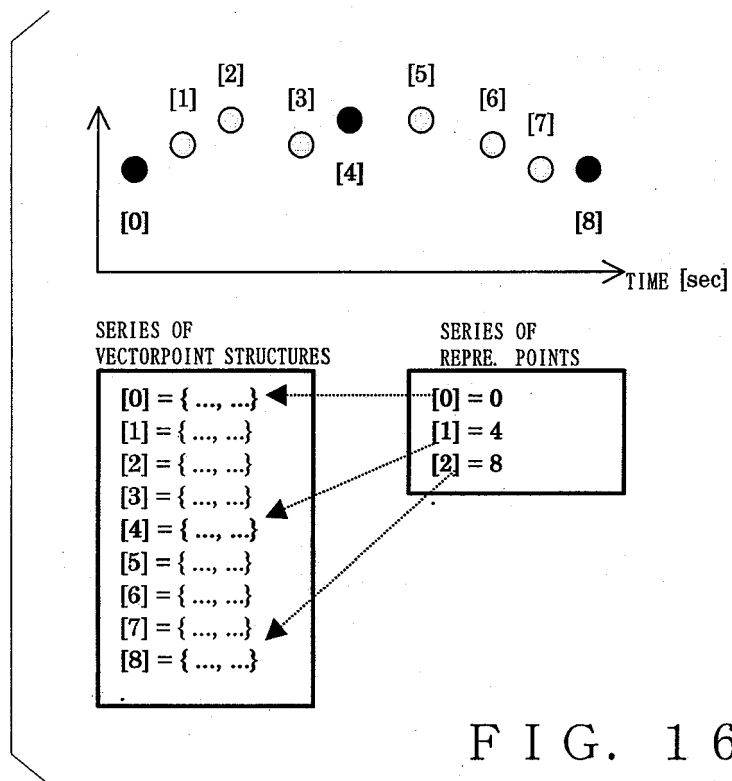 [2] [5]
[1] [3] [6]
[7]
[4]
[0] [8]
TIME [sec]
SERIES OF
VECTORPOINT STRUCTURES
[0] = { ..., ...}
[1] = { ..., ...}
[2] = { ..., ...}
[3] = { ..., ...}
[4] = { ..., ...}
[5] = { ..., ...}
[6] = { ..., ...}
[7] = { ..., ...}
[8] = { ..., ...}
SERIES OF
REPRE. POINTS
[0] = 0
[1] = 4
[2] = 8
FIG. 16